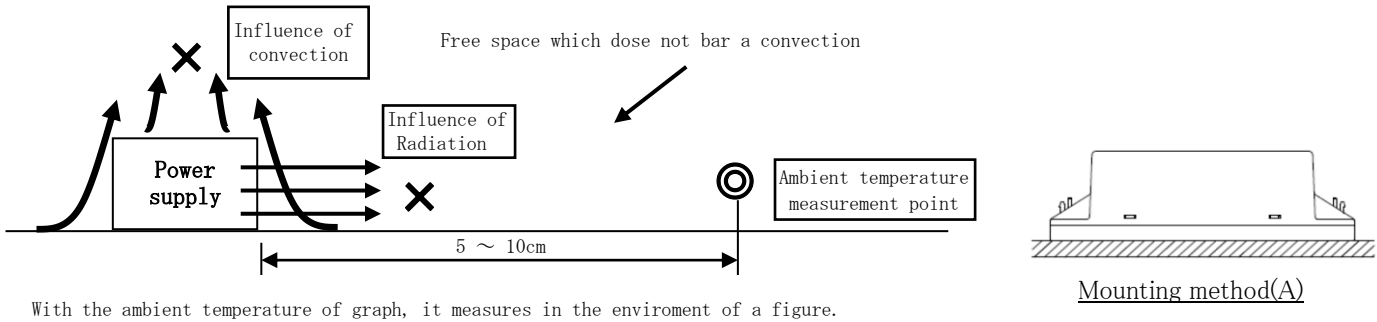 Influence of
convection
Free space which dose not bar a convection
Influence of
Radiation
Power
supply
Ambient temperature
measurement point
5 ～ 10cm
Mounting method(A)
With the ambient temperature of graph, it measures in the enviroment of a figure.